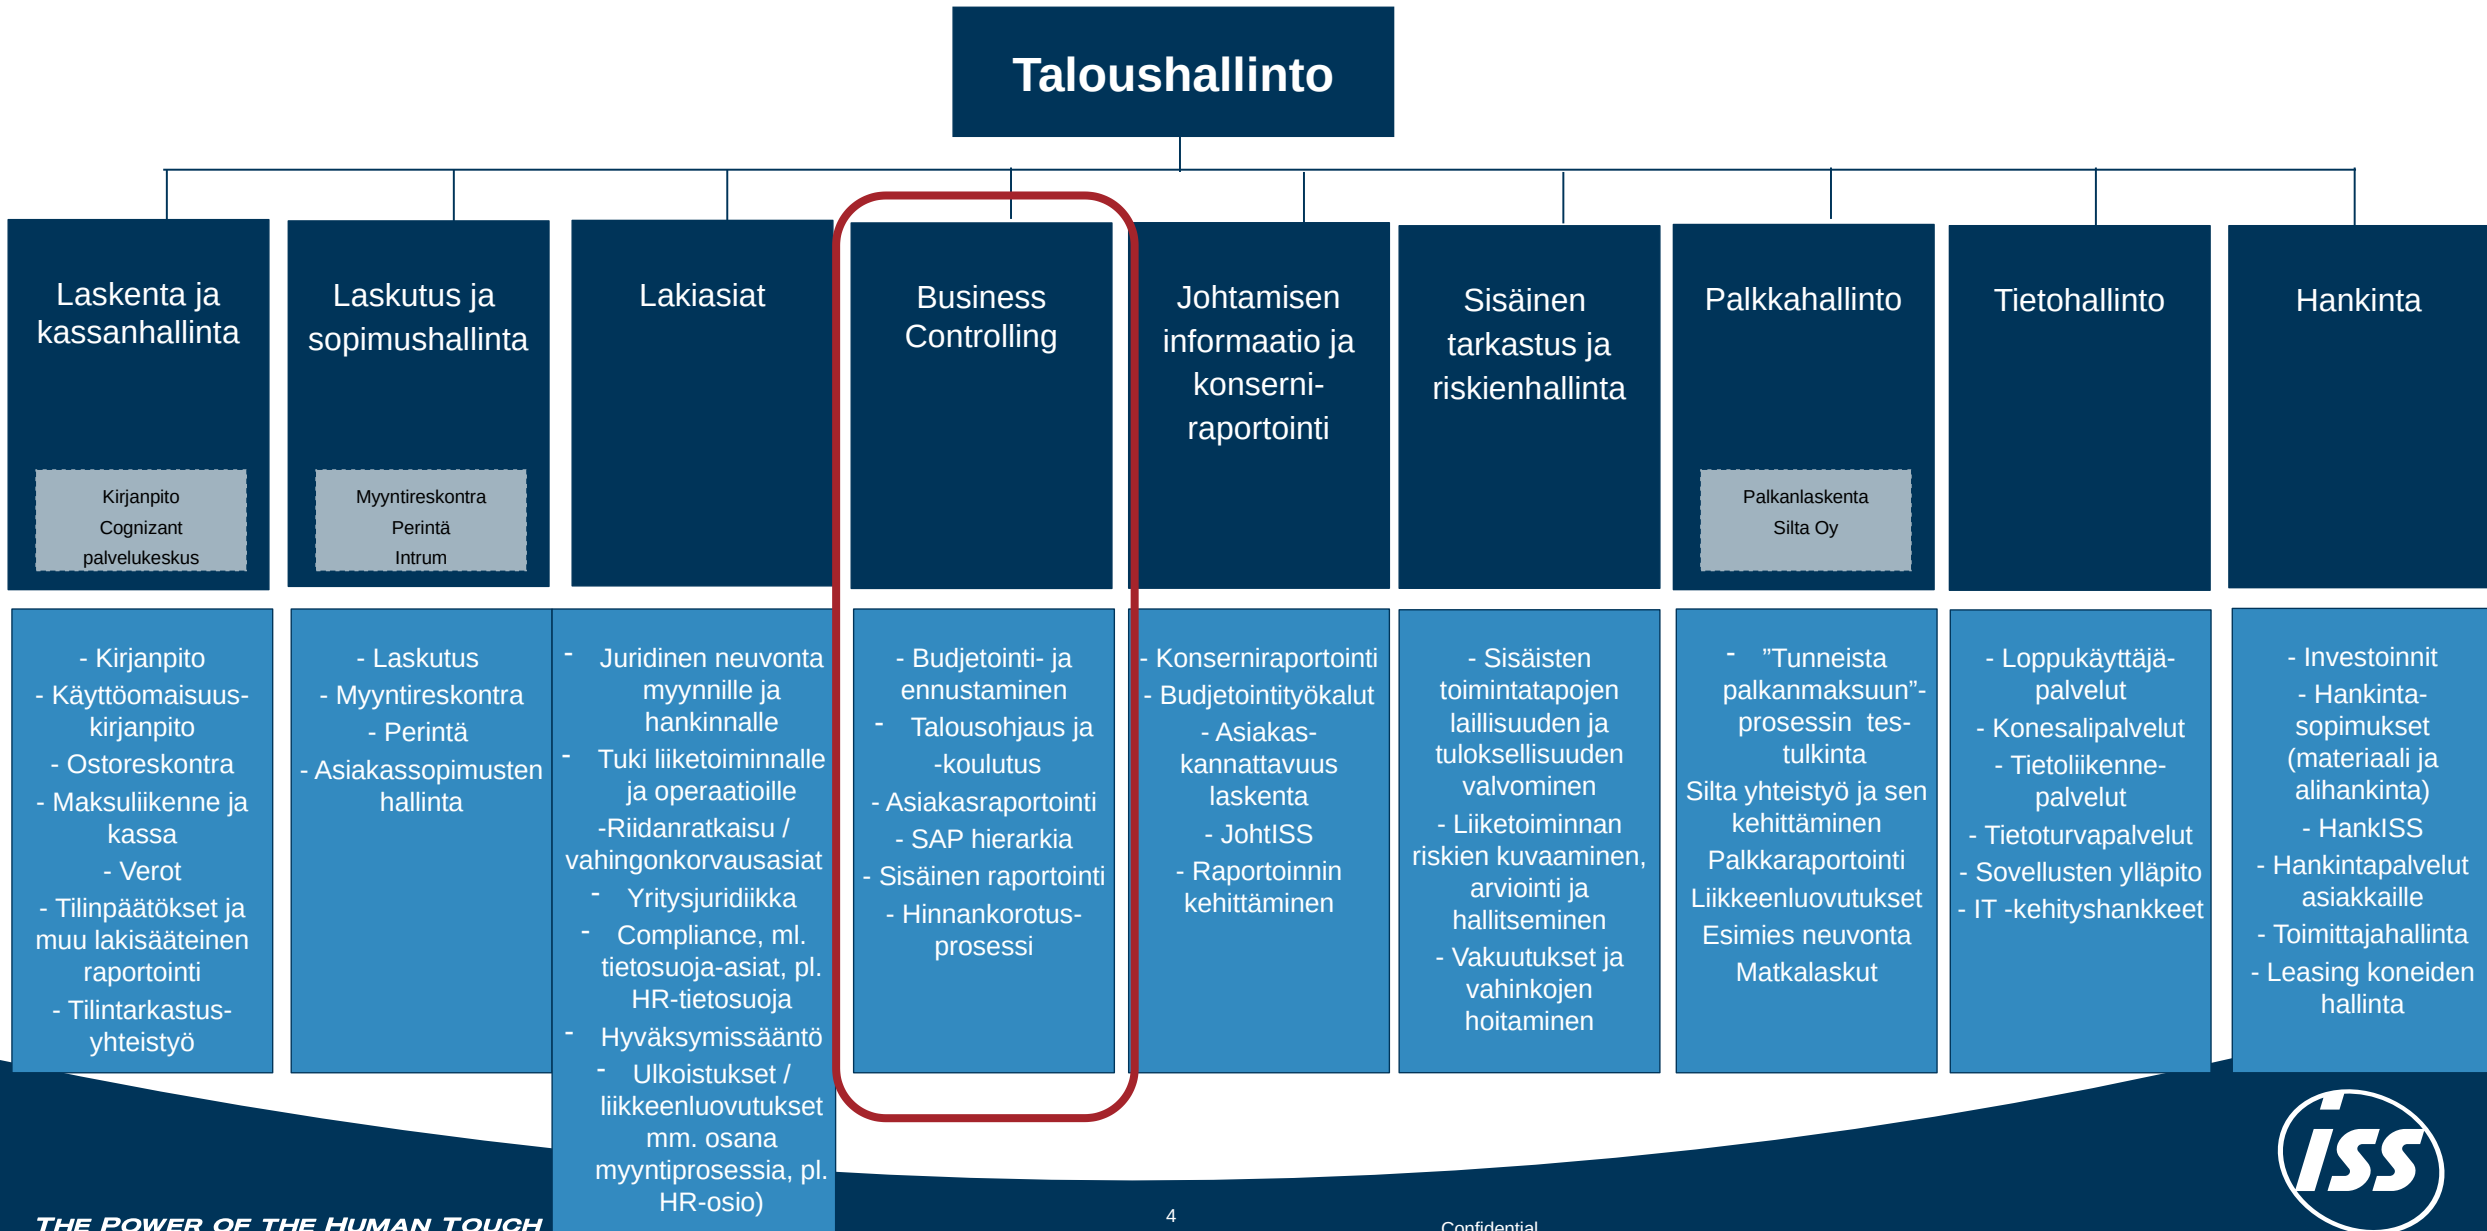 Taloushallinto
Laskenta ja
kassanhallinta
Kirjanpito
Cognizant
palvelukeskus
Laskutus ja
sopimushallinta
Myyntireskontra
Perintä
Intrum
Lakiasiat
Business
Controlling
Johtamisen
informaatio ja
konserni-
raportointi
Sisäinen
tarkastus ja
riskienhallinta
Palkkahallinto
Palkanlaskenta
Silta Oy
Tietohallinto
Hankinta
- Kirjanpito
- Käyttöomaisuus-
kirjanpito
- Ostoreskontra
- Maksuliikenne ja
kassa
- Verot
- Tilinpäätökset ja
muu lakisääteinen
raportointi
- Tilintarkastus-
yhteistyö
- Laskutus
- Myyntireskontra
- Perintä
- Asiakassopimusten
hallinta
- Juridinen neuvonta
myynnille ja
hankinnalle
- Tuki liiketoiminnalle
ja operaatioille
-Riidanratkaisu /
vahingonkorvausasiat
- Yritysjuridiikka
- Compliance, ml.
tietosuoja-asiat, pl.
HR-tietosuoja
- Hyväksymissääntö
- Ulkoistukset /
liikkeenluovutukset
mm. osana
myyntiprosessia, pl.
HR-osio)
- Budjetointi- ja
ennustaminen
- Talousohjaus ja
-koulutus
- Asiakasraportointi
- SAP hierarkia
- Sisäinen raportointi
- Hinnankorotus-
prosessi
- Konserniraportointi
- Budjetointityökalut
- Asiakas-
kannattavuus
laskenta
- JohtISS
- Raportoinnin
kehittäminen
- Sisäisten
toimintatapojen
laillisuuden ja
tuloksellisuuden
valvominen
- Liiketoiminnan
riskien kuvaaminen,
arviointi ja
hallitseminen
- Vakuutukset ja
vahinkojen
hoitaminen
- ”Tunneista
palkanmaksuun”-
prosessin tes-
tulkinta
Silta yhteistyö ja sen
kehittäminen
Palkkaraportointi
Liikkeenluovutukset
Esimies neuvonta
Matkalaskut
- Loppukäyttäjä-
palvelut
- Konesalipalvelut
- Tietoliikenne-
palvelut
- Tietoturvapalvelut
- Sovellusten ylläpito
- IT -kehityshankkeet
- Investoinnit
- Hankinta-
sopimukset
(materiaali ja
alihankinta)
- HankISS
- Hankintapalvelut
asiakkaille
- Toimittajahallinta
- Leasing koneiden
hallinta
THE POWER OF THE HUMAN TOUCH
4
Confidential
ISS